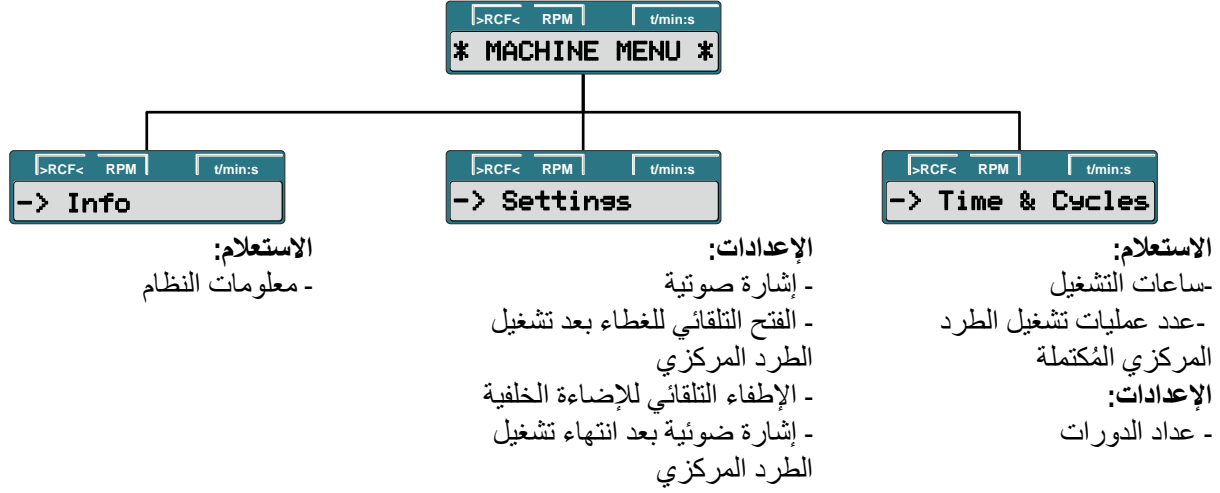 >RCF< RPM t/min:s
* MACHINE MENU *
>RCF< RPM t/min:s
-> Info
الاستعلام:
- معلومات النظام
>RCF< RPM t/min:s
-> Settings
الإعدادات:
- إشارة صوتية
- الفتح التلقائي للغطاء بعد تشغيل
الطرد المركزي
- الإطفاء التلقائي للإضاءة الخلفية
- إشارة ضوئية بعد انتهاء تشغيل
الطرد المركزي
>RCF< RPM t/min:s
-> Time & Cycles
الاستعلام:
-ساعات التشغيل
-عدد عمليات تشغيل الطرد
المركزي المُكتملة
الإعدادات:
- عداد الدورات